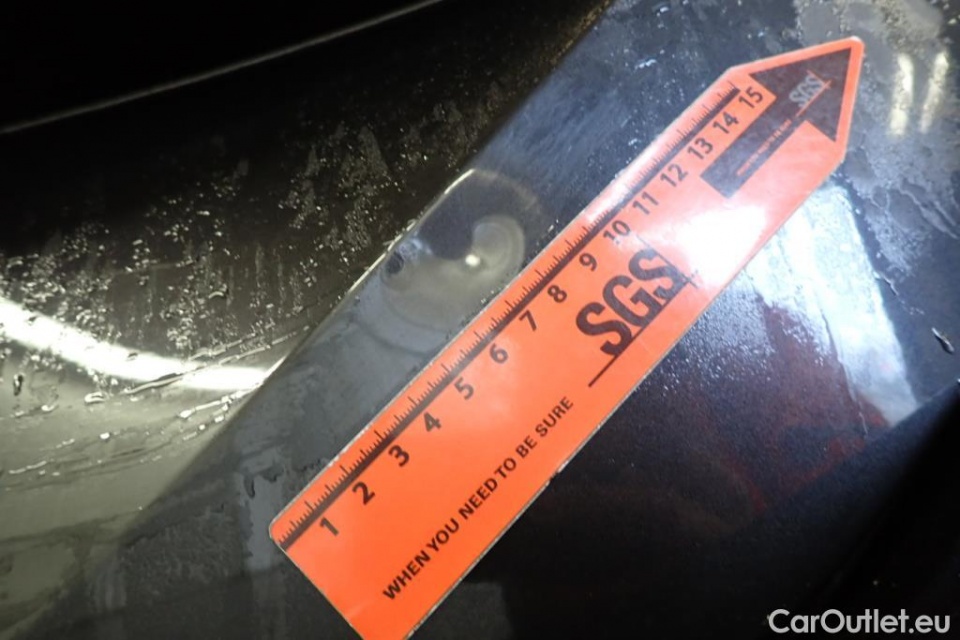 1 2 3 4 5 6 7 8 9 10 11 12 13 14 15
SGS
SGS
WHEN YOU NEED TO BE SURE
CarOutlet.eu